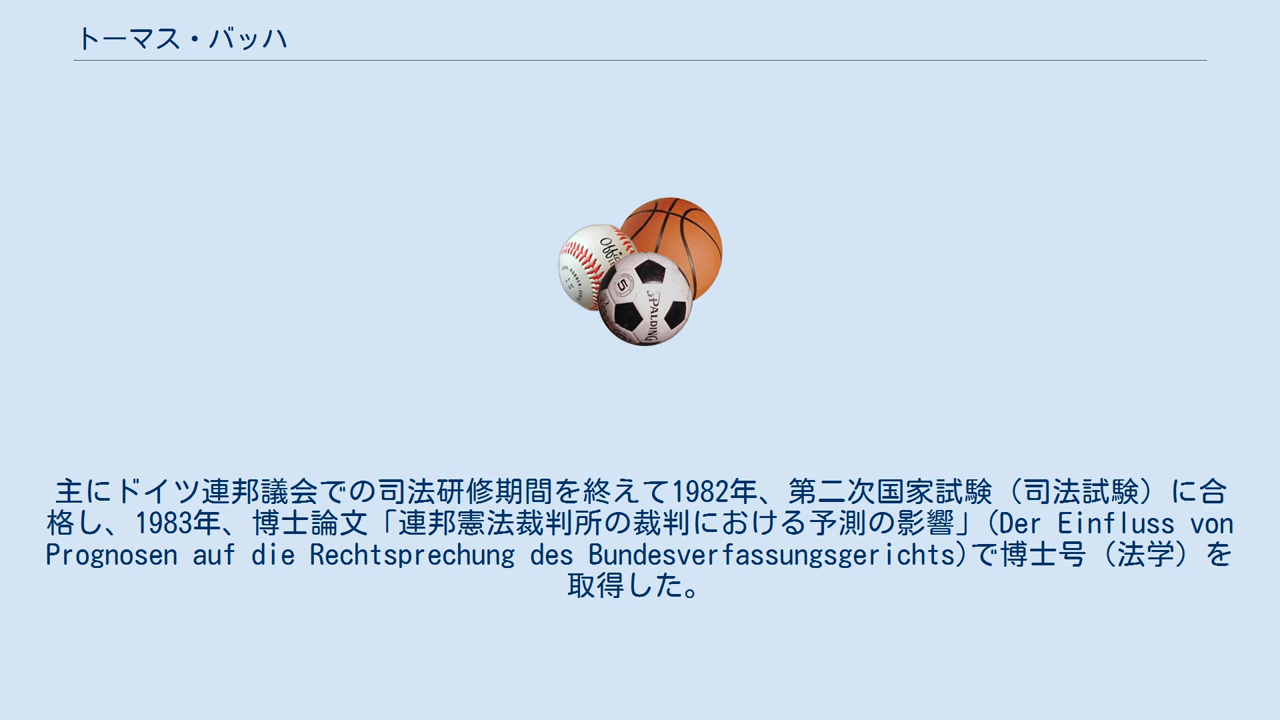 トーマス・バッハ
Offic
5
SPALDING
主にドイツ連邦議会での司法研修期間を終えて1982年、第二次国家試験（司法試験）に合
格し、1983年、博士論文「連邦憲法裁判所の裁判における予測の影響」(Der Einfluss von
Prognosen auf die Rechtsprechung des Bundesverfassungsgerichts)で博士号（法学）を
取得した。